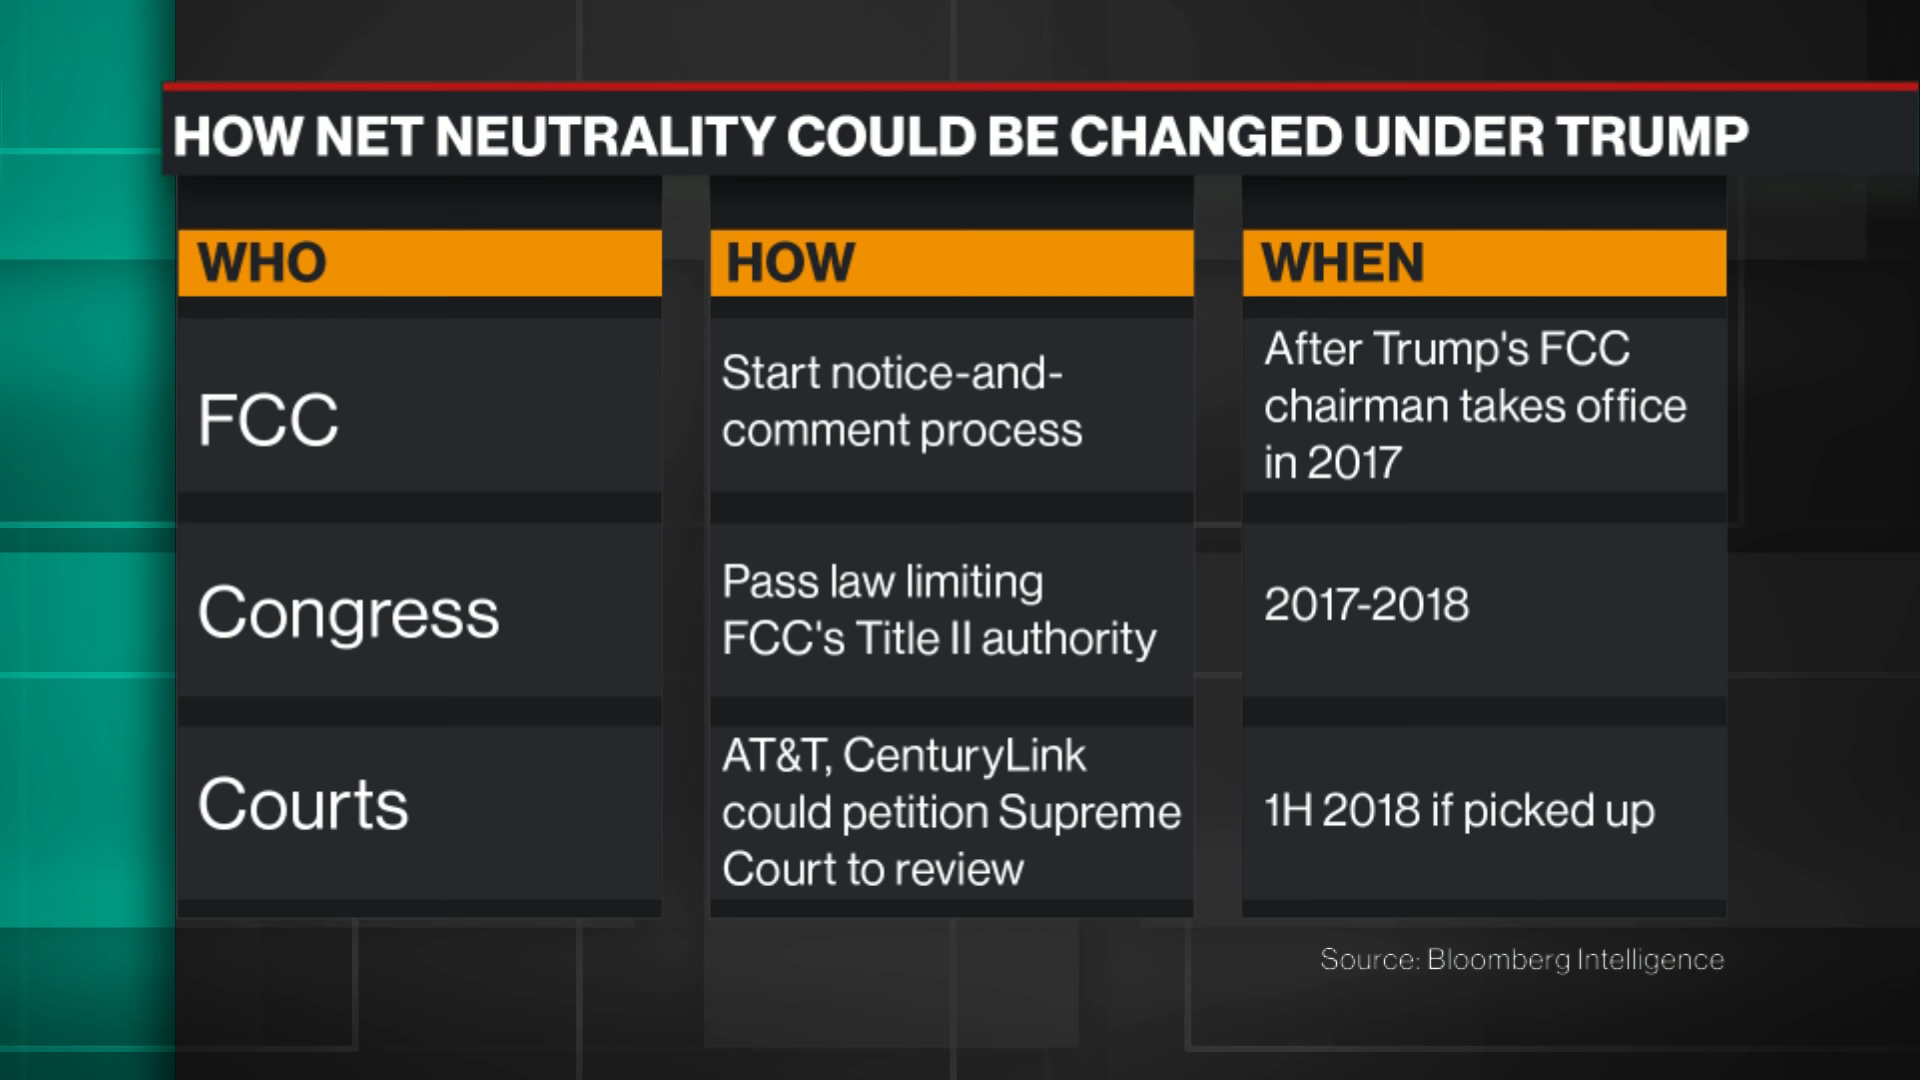 HOW NET NEUTRALITY COULD BE CHANGED UNDER TRUMP
WHO
HOW
WHEN
FCC
Start notice-and-
comment process
After Trump's FCC
chairman takes office
in 2017
Congress
Pass law limiting
FCC's Title II authority
2017-2018
Courts
AT&T, CenturyLink
could petition Supreme
Court to review
1H 2018 if picked up
Source: Bloomberg Intelligence